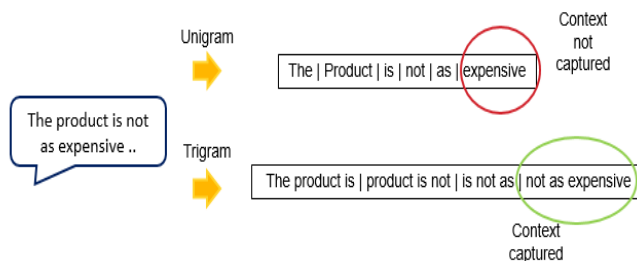 Unigram
Context
not
captured
The | Product | is | not | as | expensive
The product is not
as expensive ..
Trigram
The product is | product is not | is not as | not as expensive
Context
captured